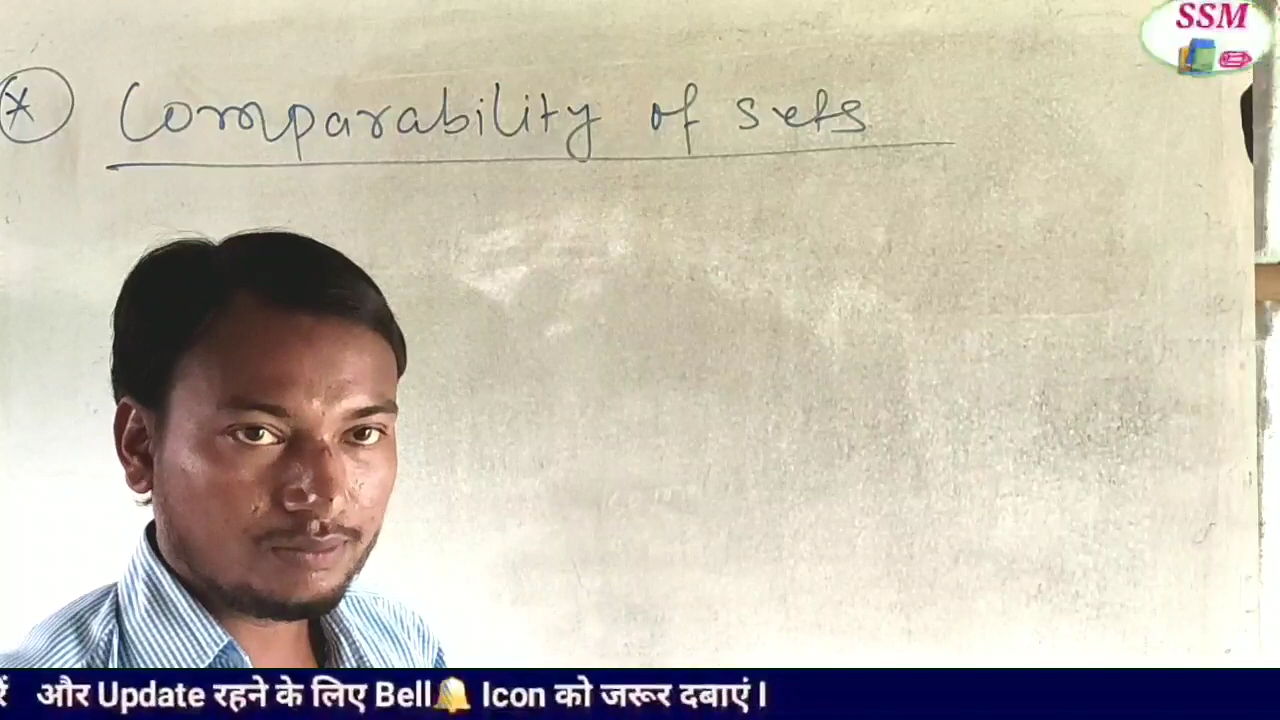 SSM
Comparability of sets
और Update रहने के लिए Bell🔔 Icon को जरूर दबाएं l